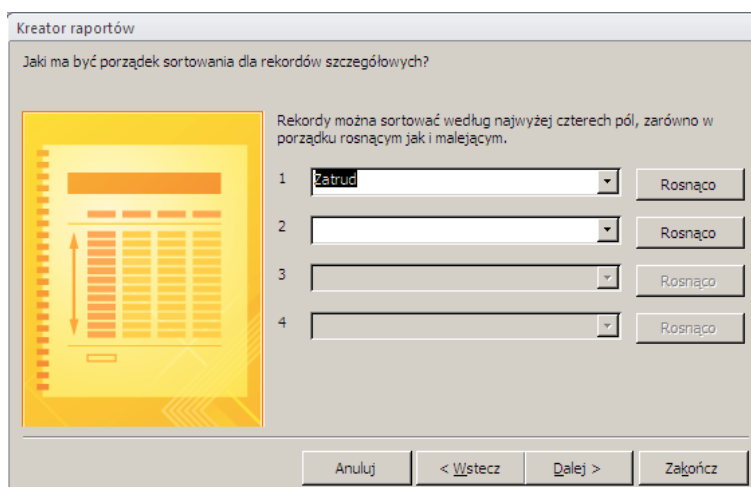 Kreator raportów
Jaki ma być porządek sortowania dla rekordów szczegółowych?
Rekordy można sortować według najwyżej czterech pól, zarówno w
porządku rosnącym jak i malejącym.
1 Zatrud Rosnąco
2 Rosnąco
3 Rosnąco
4 Rosnąco
Anuluj < Wstecz Dalej > Zakończ